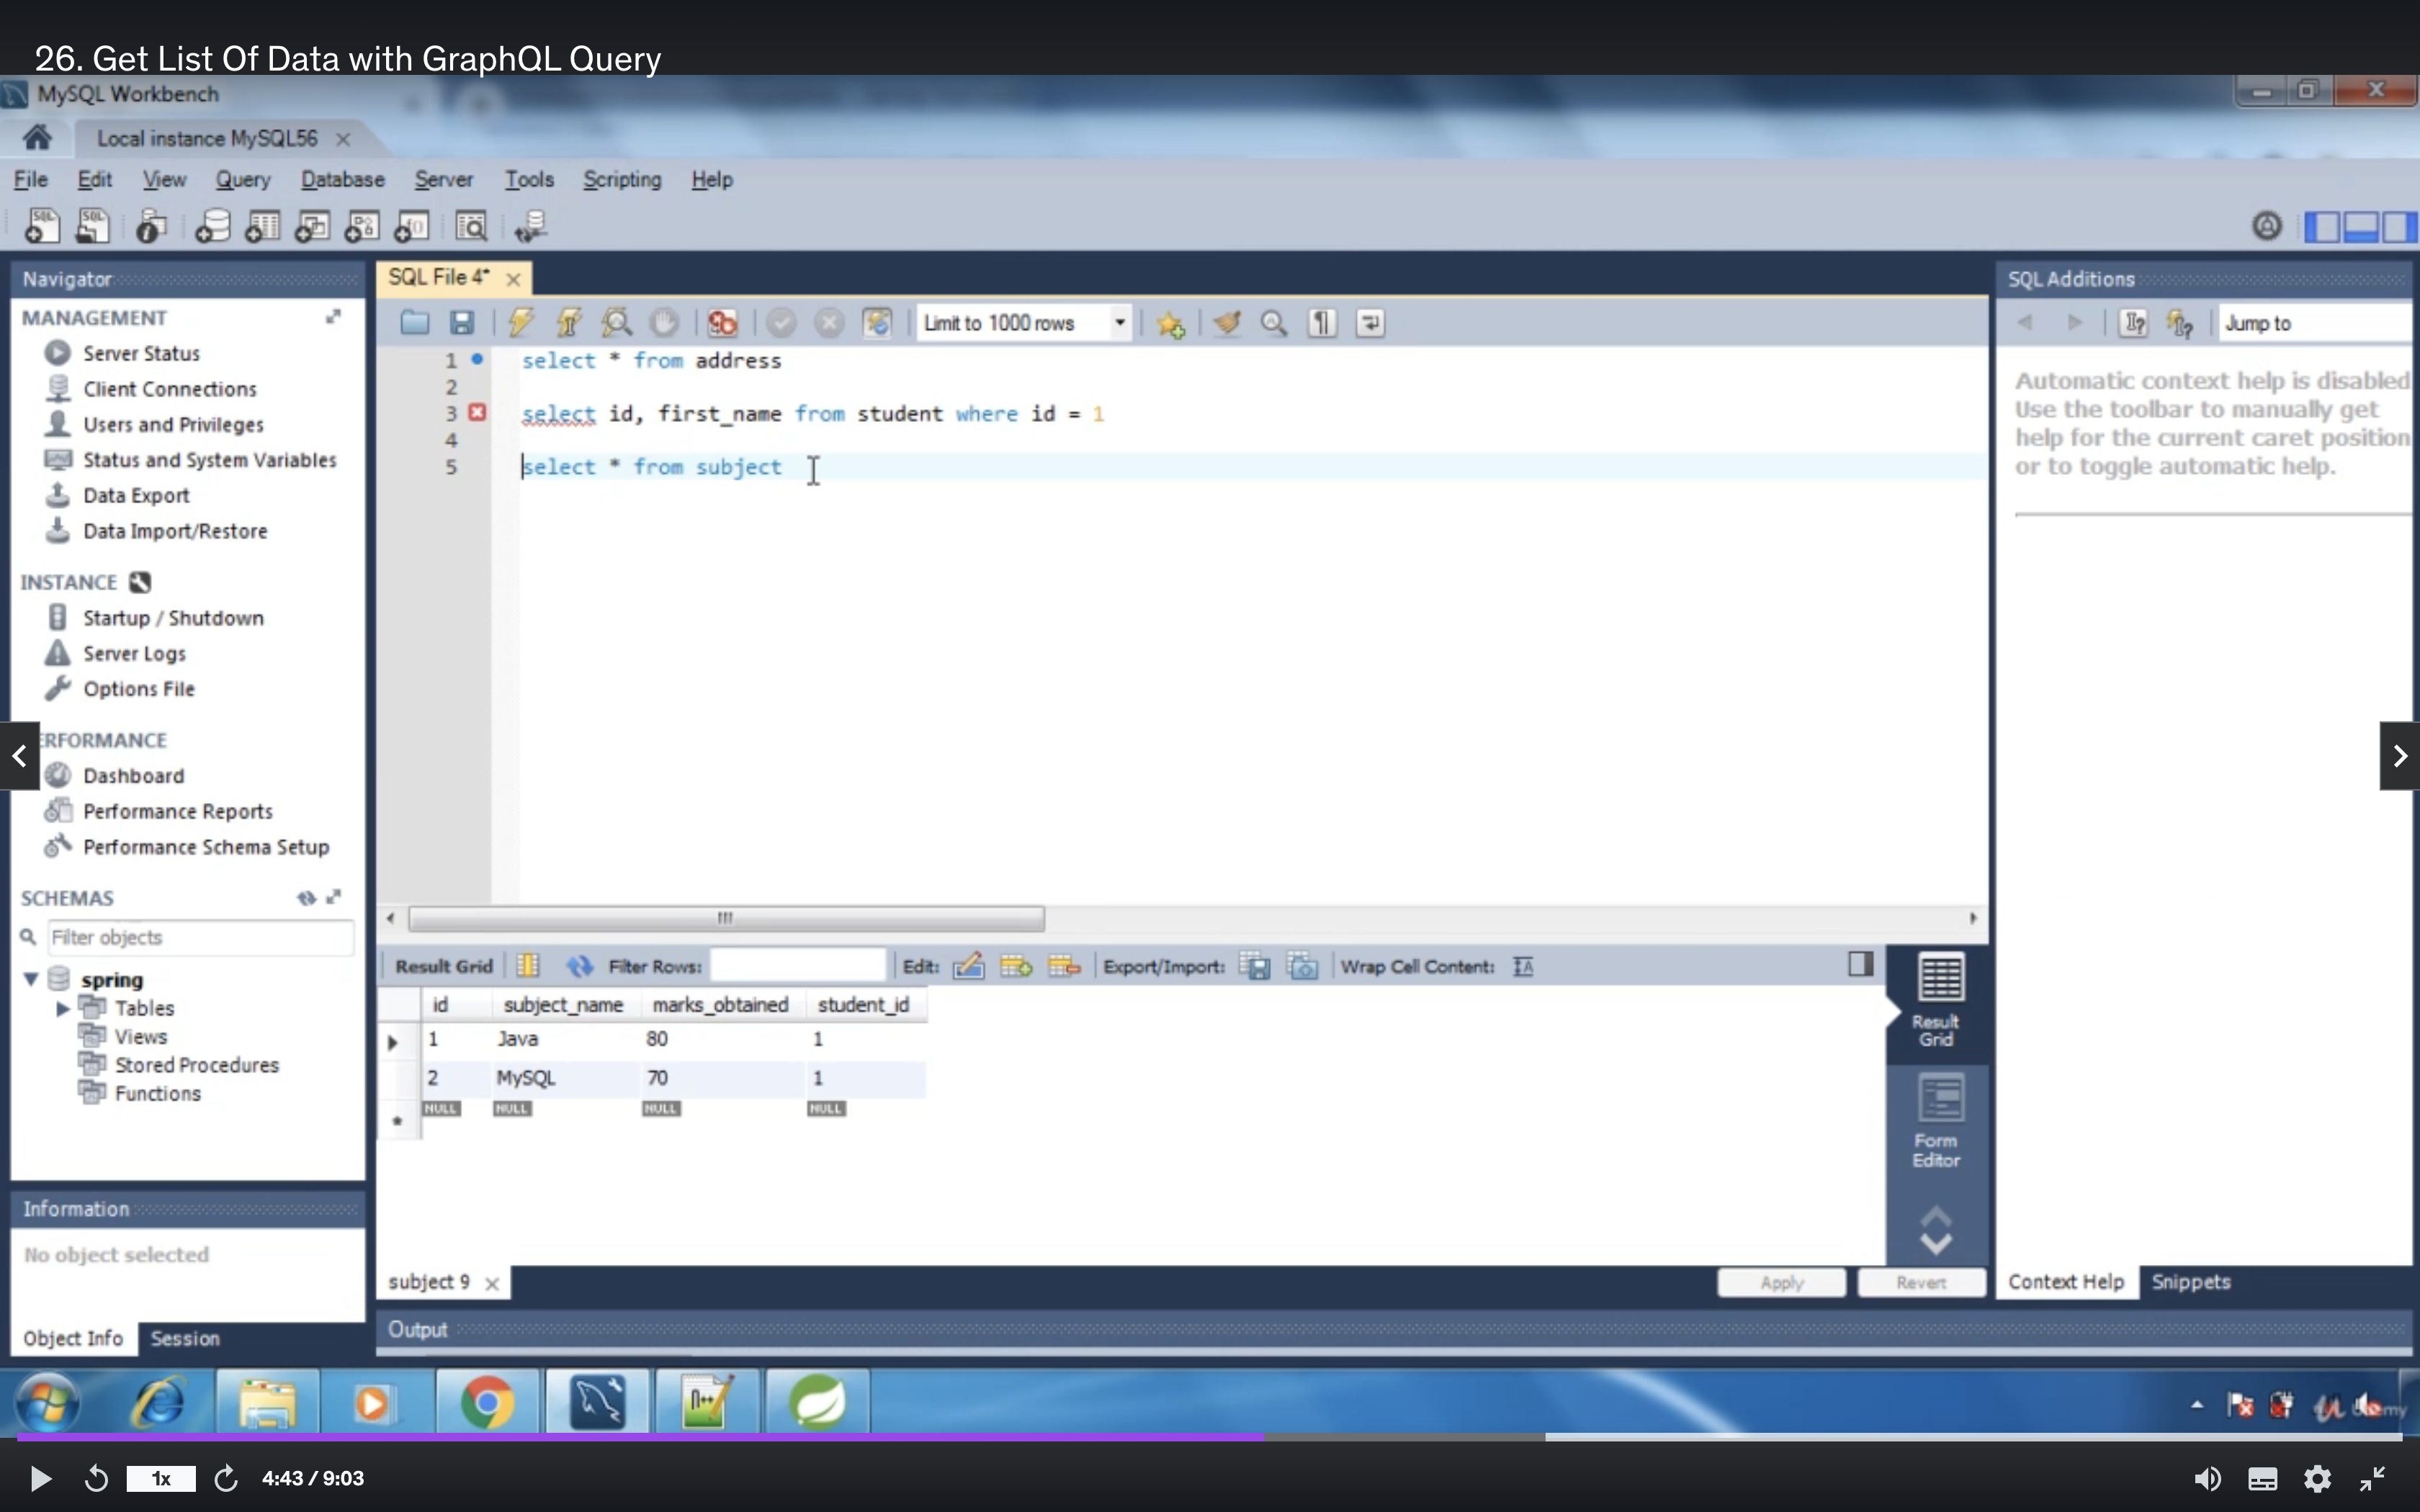 26. Get List Of Data with GraphQL Query
MySQL Workbench
Local instance MySQL56
File Edit View Query Database Server Tools Scripting Help
Navigator
MANAGEMENT
Server Status
Client Connections
Users and Privileges
Status and System Variables
Data Export
Data Import/Restore
INSTANCE
Startup / Shutdown
Server Logs
Options File
ERFORMANCE
Dashboard
Performance Reports
Performance Schema Setup
SCHEMAS
Filter objects
spring
Tables
Views
Stored Procedures
Functions
Information
No object selected
Object Info Session
SQL File 4*
Limit to 1000 rows
1 select * from address
2
3 select id, first_name from student where id = 1
4
5 select * from subject
Result Grid Filter Rows: Edit: Export/Import: Wrap Cell Content:
id subject_name marks_obtained student_id
1 Java 80 1
2 MySQL 70 1
NULL NULL NULL NULL
Result Grid
Form Editor
subject 9
Apply Revert
Output
SQL Additions
Jump to
Automatic context help is disabled
Use the toolbar to manually get
help for the current caret position
or to toggle automatic help.
Context Help Snippets
1x
4:43 / 9:03